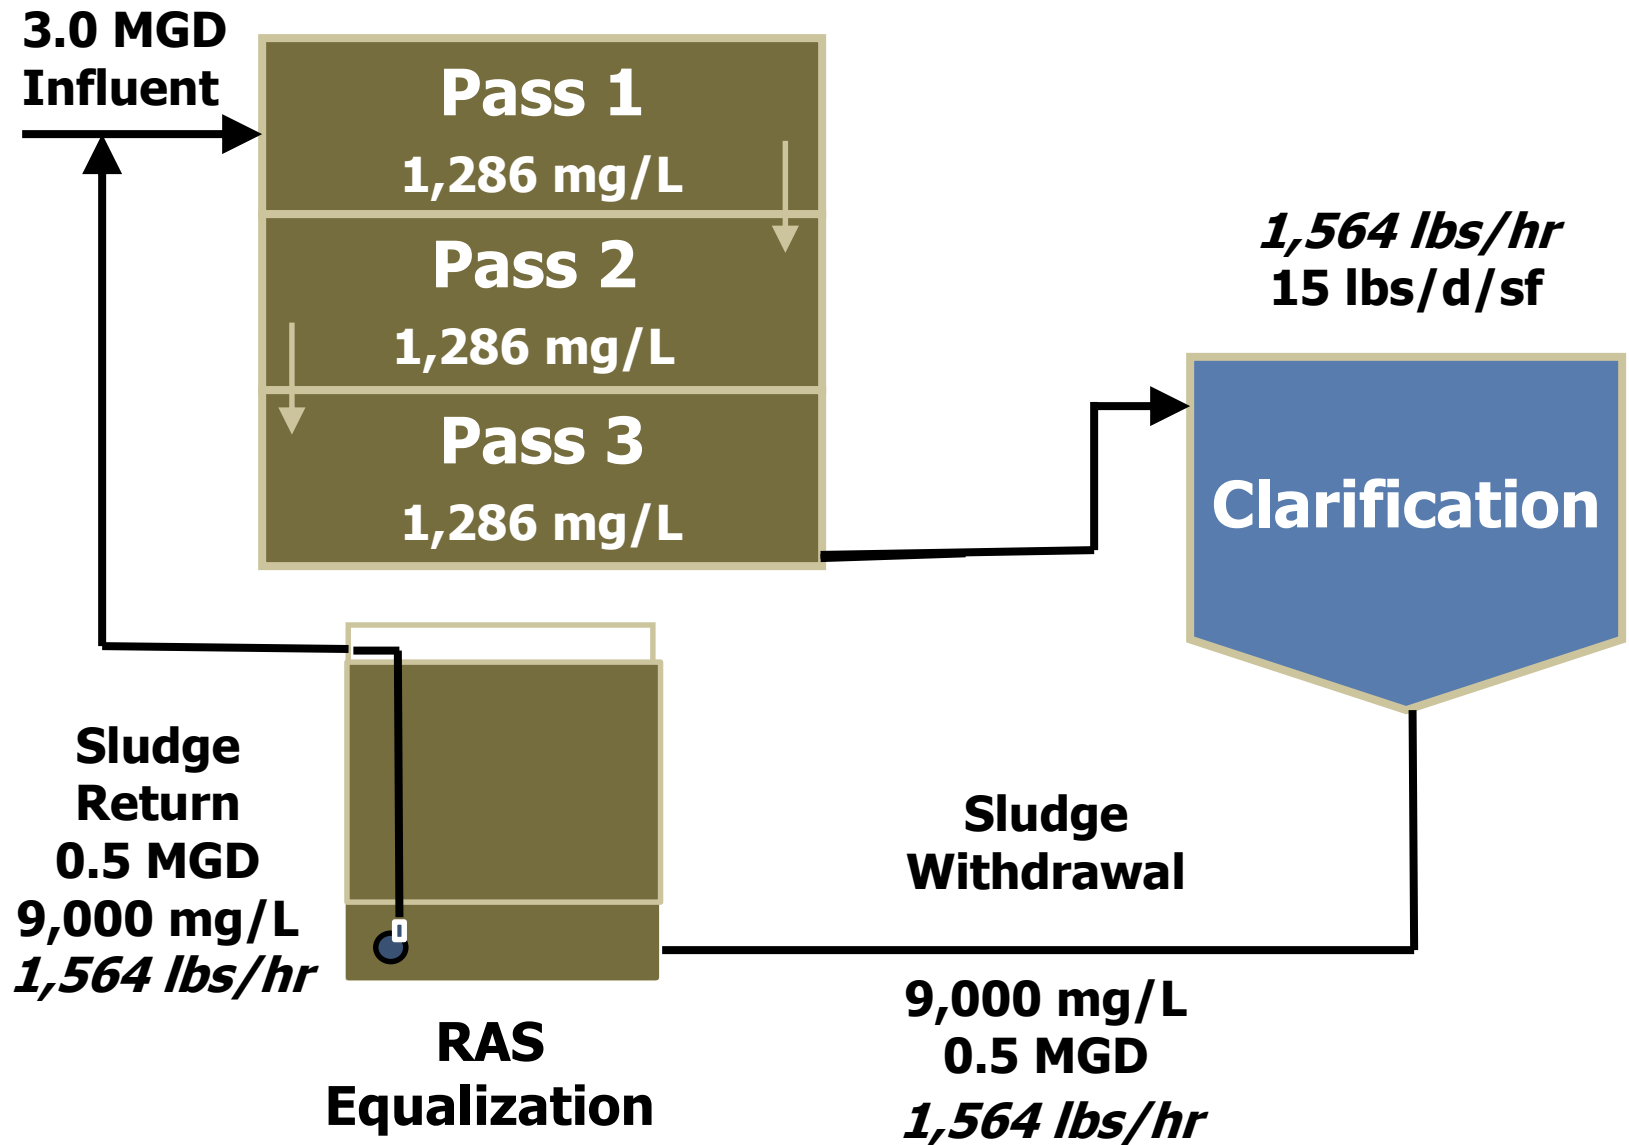 3.0 MGD
Influent
Pass 1
1,286 mg/L
Pass 2
1,286 mg/L
Pass 3
1,286 mg/L
1,564 lbs/hr
15 lbs/d/sf
Clarification
Sludge
Return
0.5 MGD
9,000 mg/L
1,564 lbs/hr
RAS
Equalization
Sludge
Withdrawal
9,000 mg/L
0.5 MGD
1,564 lbs/hr